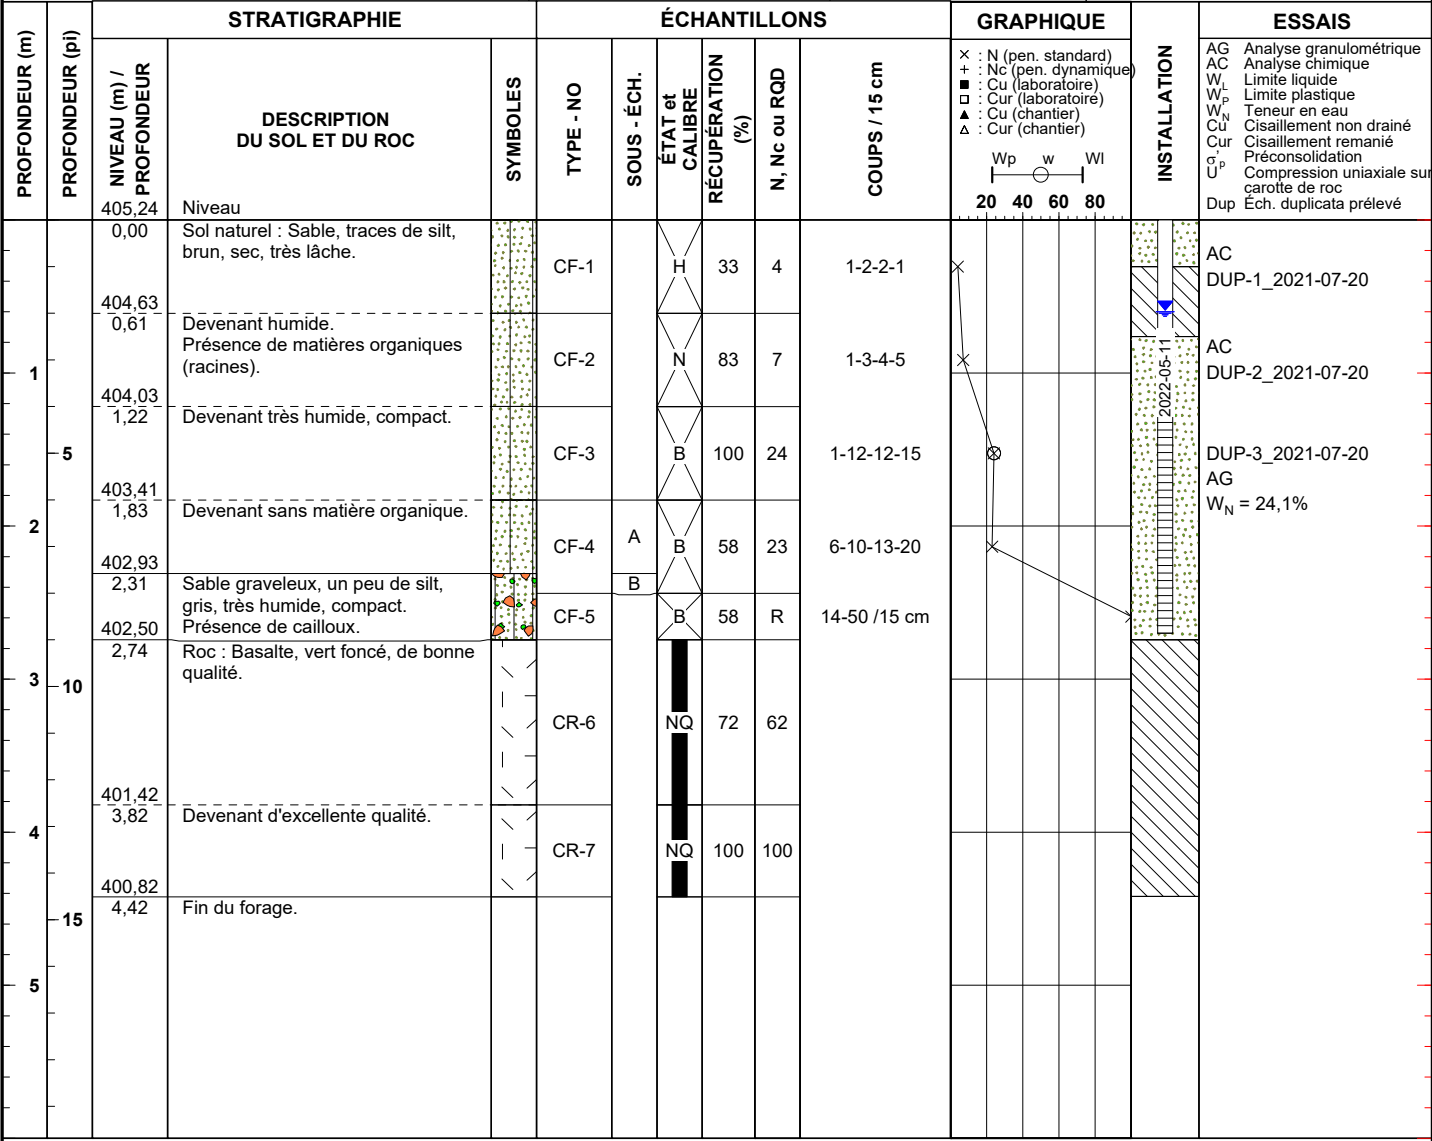 STRATIGRAPHIE
ÉCHANTILLONS
GRAPHIQUE
ESSAIS
PROFONDEUR (m)
PROFONDEUR (pi)
NIVEAU (m) /
PROFONDEUR
DESCRIPTION
DU SOL ET DU ROC
SYMBOLES
TYPE - NO
SOUS - ÉCH.
ÉTAT et
CALIBRE
RÉCUPÉRATION
(%)
N, Nc ou RQD
COUPS / 15 cm
× : N (pen. standard)
+ : Nc (pen. dynamique)
■ : Cu (laboratoire)
□ : Cur (laboratoire)
▲ : Cu (chantier)
△ : Cur (chantier)
Wp w Wl
20 40 60 80
INSTALLATION
AG Analyse granulométrique
AC Analyse chimique
W_L Limite liquide
W_P Limite plastique
W_N Teneur en eau
Cu Cisaillement non drainé
Cur Cisaillement remanié
σ'_p Préconsolidation
U Compression uniaxiale sur
carotte de roc
Dup Éch. duplicata prélevé
405,24 Niveau
0,00 Sol naturel : Sable, traces de silt,
brun, sec, très lâche.
CF-1 H 33 4 1-2-2-1
AC
DUP-1_2021-07-20
404,63
0,61 Devenant humide.
Présence de matières organiques
(racines).
CF-2 N 83 7 1-3-4-5
AC
DUP-2_2021-07-20
1
2022-05-11
404,03
1,22 Devenant très humide, compact.
5
CF-3 B 100 24 1-12-12-15
DUP-3_2021-07-20
AG
W_N = 24,1%
403,41
1,83 Devenant sans matière organique.
2
CF-4 A B 58 23 6-10-13-20
402,93
B
2,31 Sable graveleux, un peu de silt,
gris, très humide, compact.
Présence de cailloux.
CF-5 B 58 R 14-50 /15 cm
402,50
2,74 Roc : Basalte, vert foncé, de bonne
qualité.
3
10
CR-6 NQ 72 62
401,42
3,82 Devenant d'excellente qualité.
4
CR-7 NQ 100 100
400,82
4,42 Fin du forage.
15
5